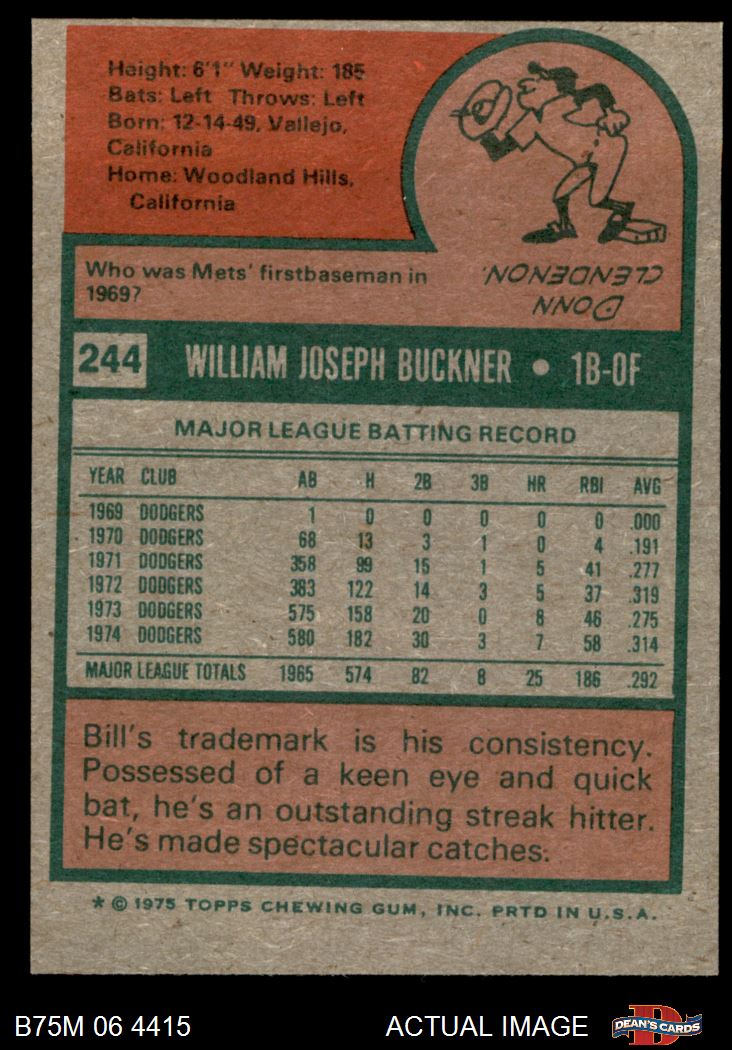 Height: 6'1" Weight: 185
Bats: Left Throws: Left
Born: 12-14-49, Vallejo,
California
Home: Woodland Hills,
California
Who was Mets' firstbaseman in
1969?
DONN
CLENDENON.
244 WILLIAM JOSEPH BUCKNER • 1B-OF
MAJOR LEAGUE BATTING RECORD
YEAR CLUB AB H 2B 3B HR RBI AVG
1969 DODGERS 1 0 0 0 0 0 .000
1970 DODGERS 68 13 3 1 0 4 .191
1971 DODGERS 358 99 15 1 5 41 .277
1972 DODGERS 383 122 14 3 5 37 .319
1973 DODGERS 575 158 20 0 8 46 .275
1974 DODGERS 580 182 30 3 7 58 .314
MAJOR LEAGUE TOTALS 1965 574 82 8 25 186 .292
Bill's trademark is his consistency.
Possessed of a keen eye and quick
bat, he's an outstanding streak hitter.
He's made spectacular catches.
* © 1975 TOPPS CHEWING GUM, INC. PRTD IN U.S.A.
B75M 06 4415 ACTUAL IMAGE D DEAN'S CARDS